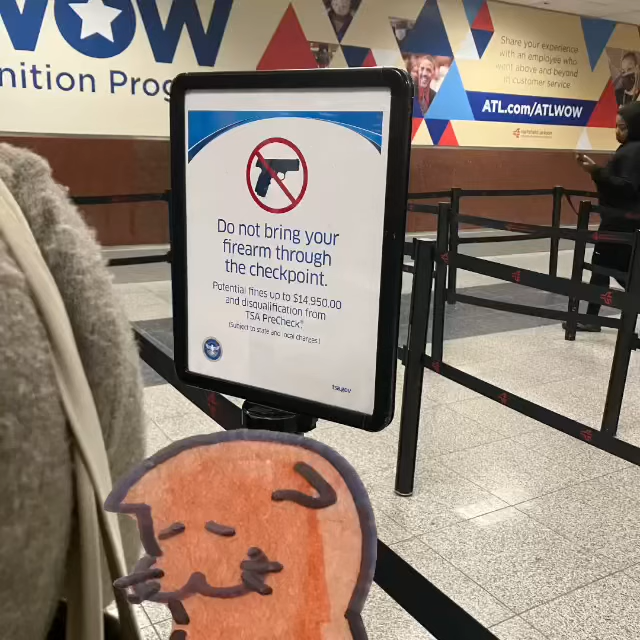 WOW
nition Prog
Share your experience
with an employee who
went above and beyond
in customer service
ATL.com/ATLWOW
Do not bring your
firearm through
the checkpoint.
Potential fines up to $14,950.00
and disqualification from
TSA PreCheck.®
(Subject to state and local charges)
tsa.gov